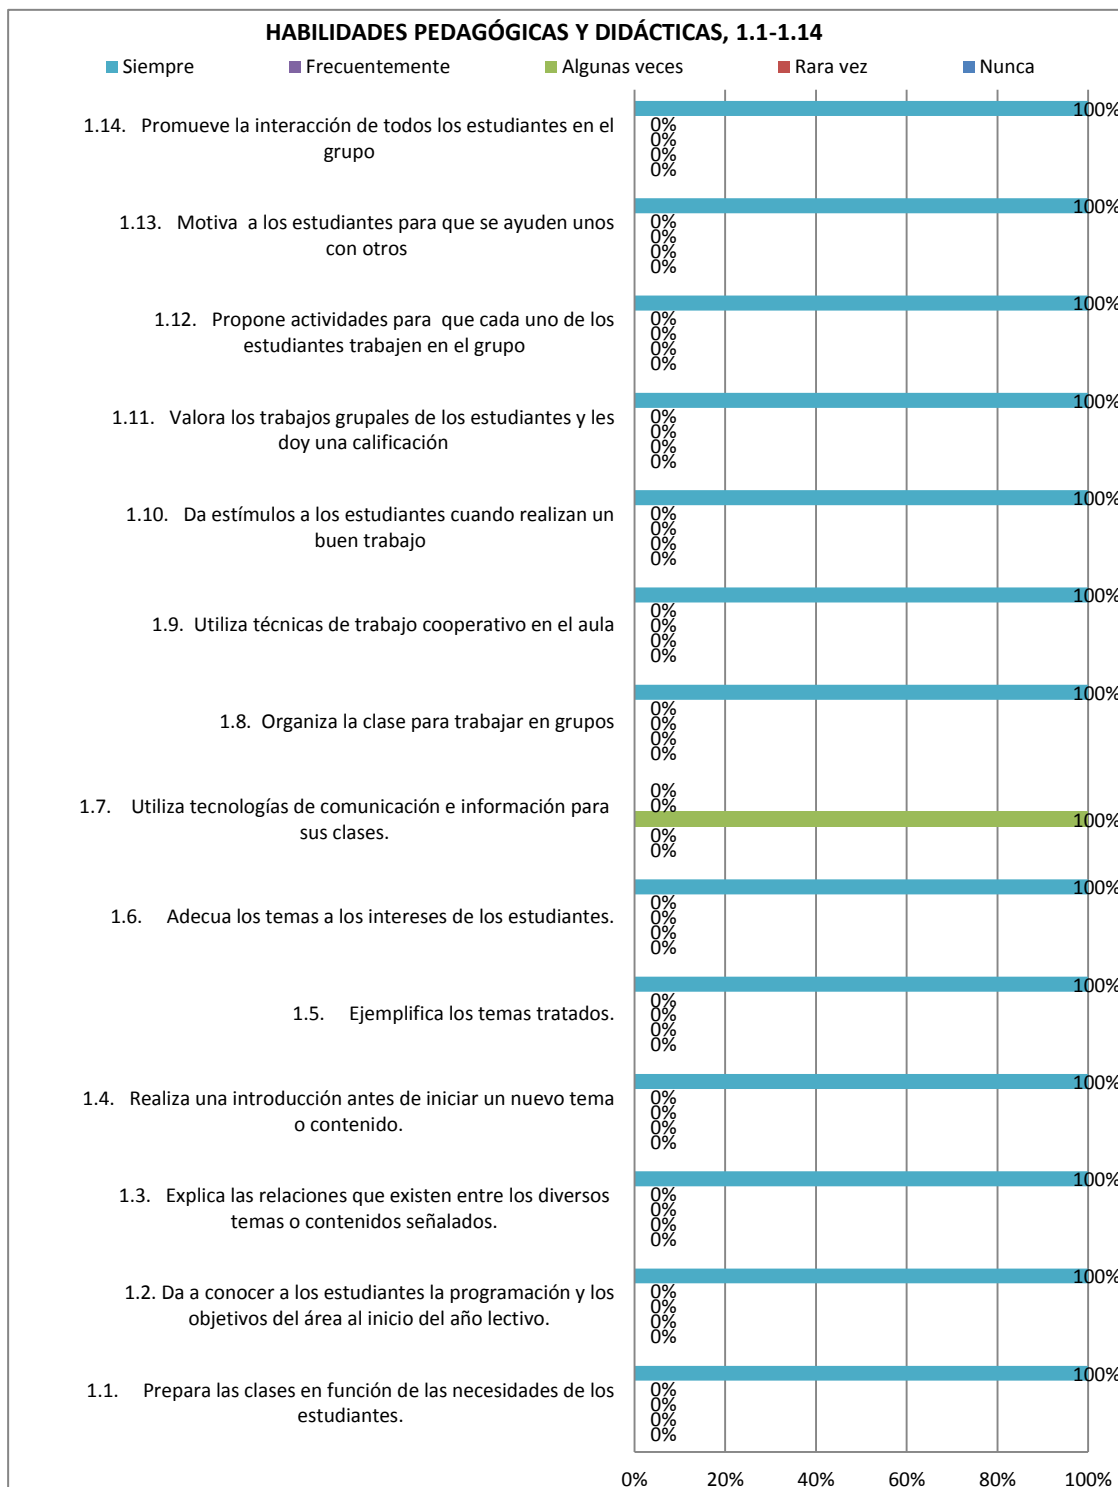 HABILIDADES PEDAGÓGICAS Y DIDÁCTICAS, 1.1-1.14
Siempre Frecuentemente Algunas veces Rara vez Nunca
1.14. Promueve la interacción de todos los estudiantes en el
grupo
100%
0%
0%
0%
0%
1.13. Motiva a los estudiantes para que se ayuden unos
con otros
100%
0%
0%
0%
0%
1.12. Propone actividades para que cada uno de los
estudiantes trabajen en el grupo
100%
0%
0%
0%
0%
1.11. Valora los trabajos grupales de los estudiantes y les
doy una calificación
100%
0%
0%
0%
0%
1.10. Da estímulos a los estudiantes cuando realizan un
buen trabajo
100%
0%
0%
0%
0%
1.9. Utiliza técnicas de trabajo cooperativo en el aula
100%
0%
0%
0%
0%
1.8. Organiza la clase para trabajar en grupos
100%
0%
0%
0%
0%
1.7. Utiliza tecnologías de comunicación e información para
sus clases.
0%
0%
100%
0%
0%
1.6. Adecua los temas a los intereses de los estudiantes.
100%
0%
0%
0%
0%
1.5. Ejemplifica los temas tratados.
100%
0%
0%
0%
0%
1.4. Realiza una introducción antes de iniciar un nuevo tema
o contenido.
100%
0%
0%
0%
0%
1.3. Explica las relaciones que existen entre los diversos
temas o contenidos señalados.
100%
0%
0%
0%
0%
1.2. Da a conocer a los estudiantes la programación y los
objetivos del área al inicio del año lectivo.
100%
0%
0%
0%
0%
1.1. Prepara las clases en función de las necesidades de los
estudiantes.
100%
0%
0%
0%
0%
0% 20% 40% 60% 80% 100%